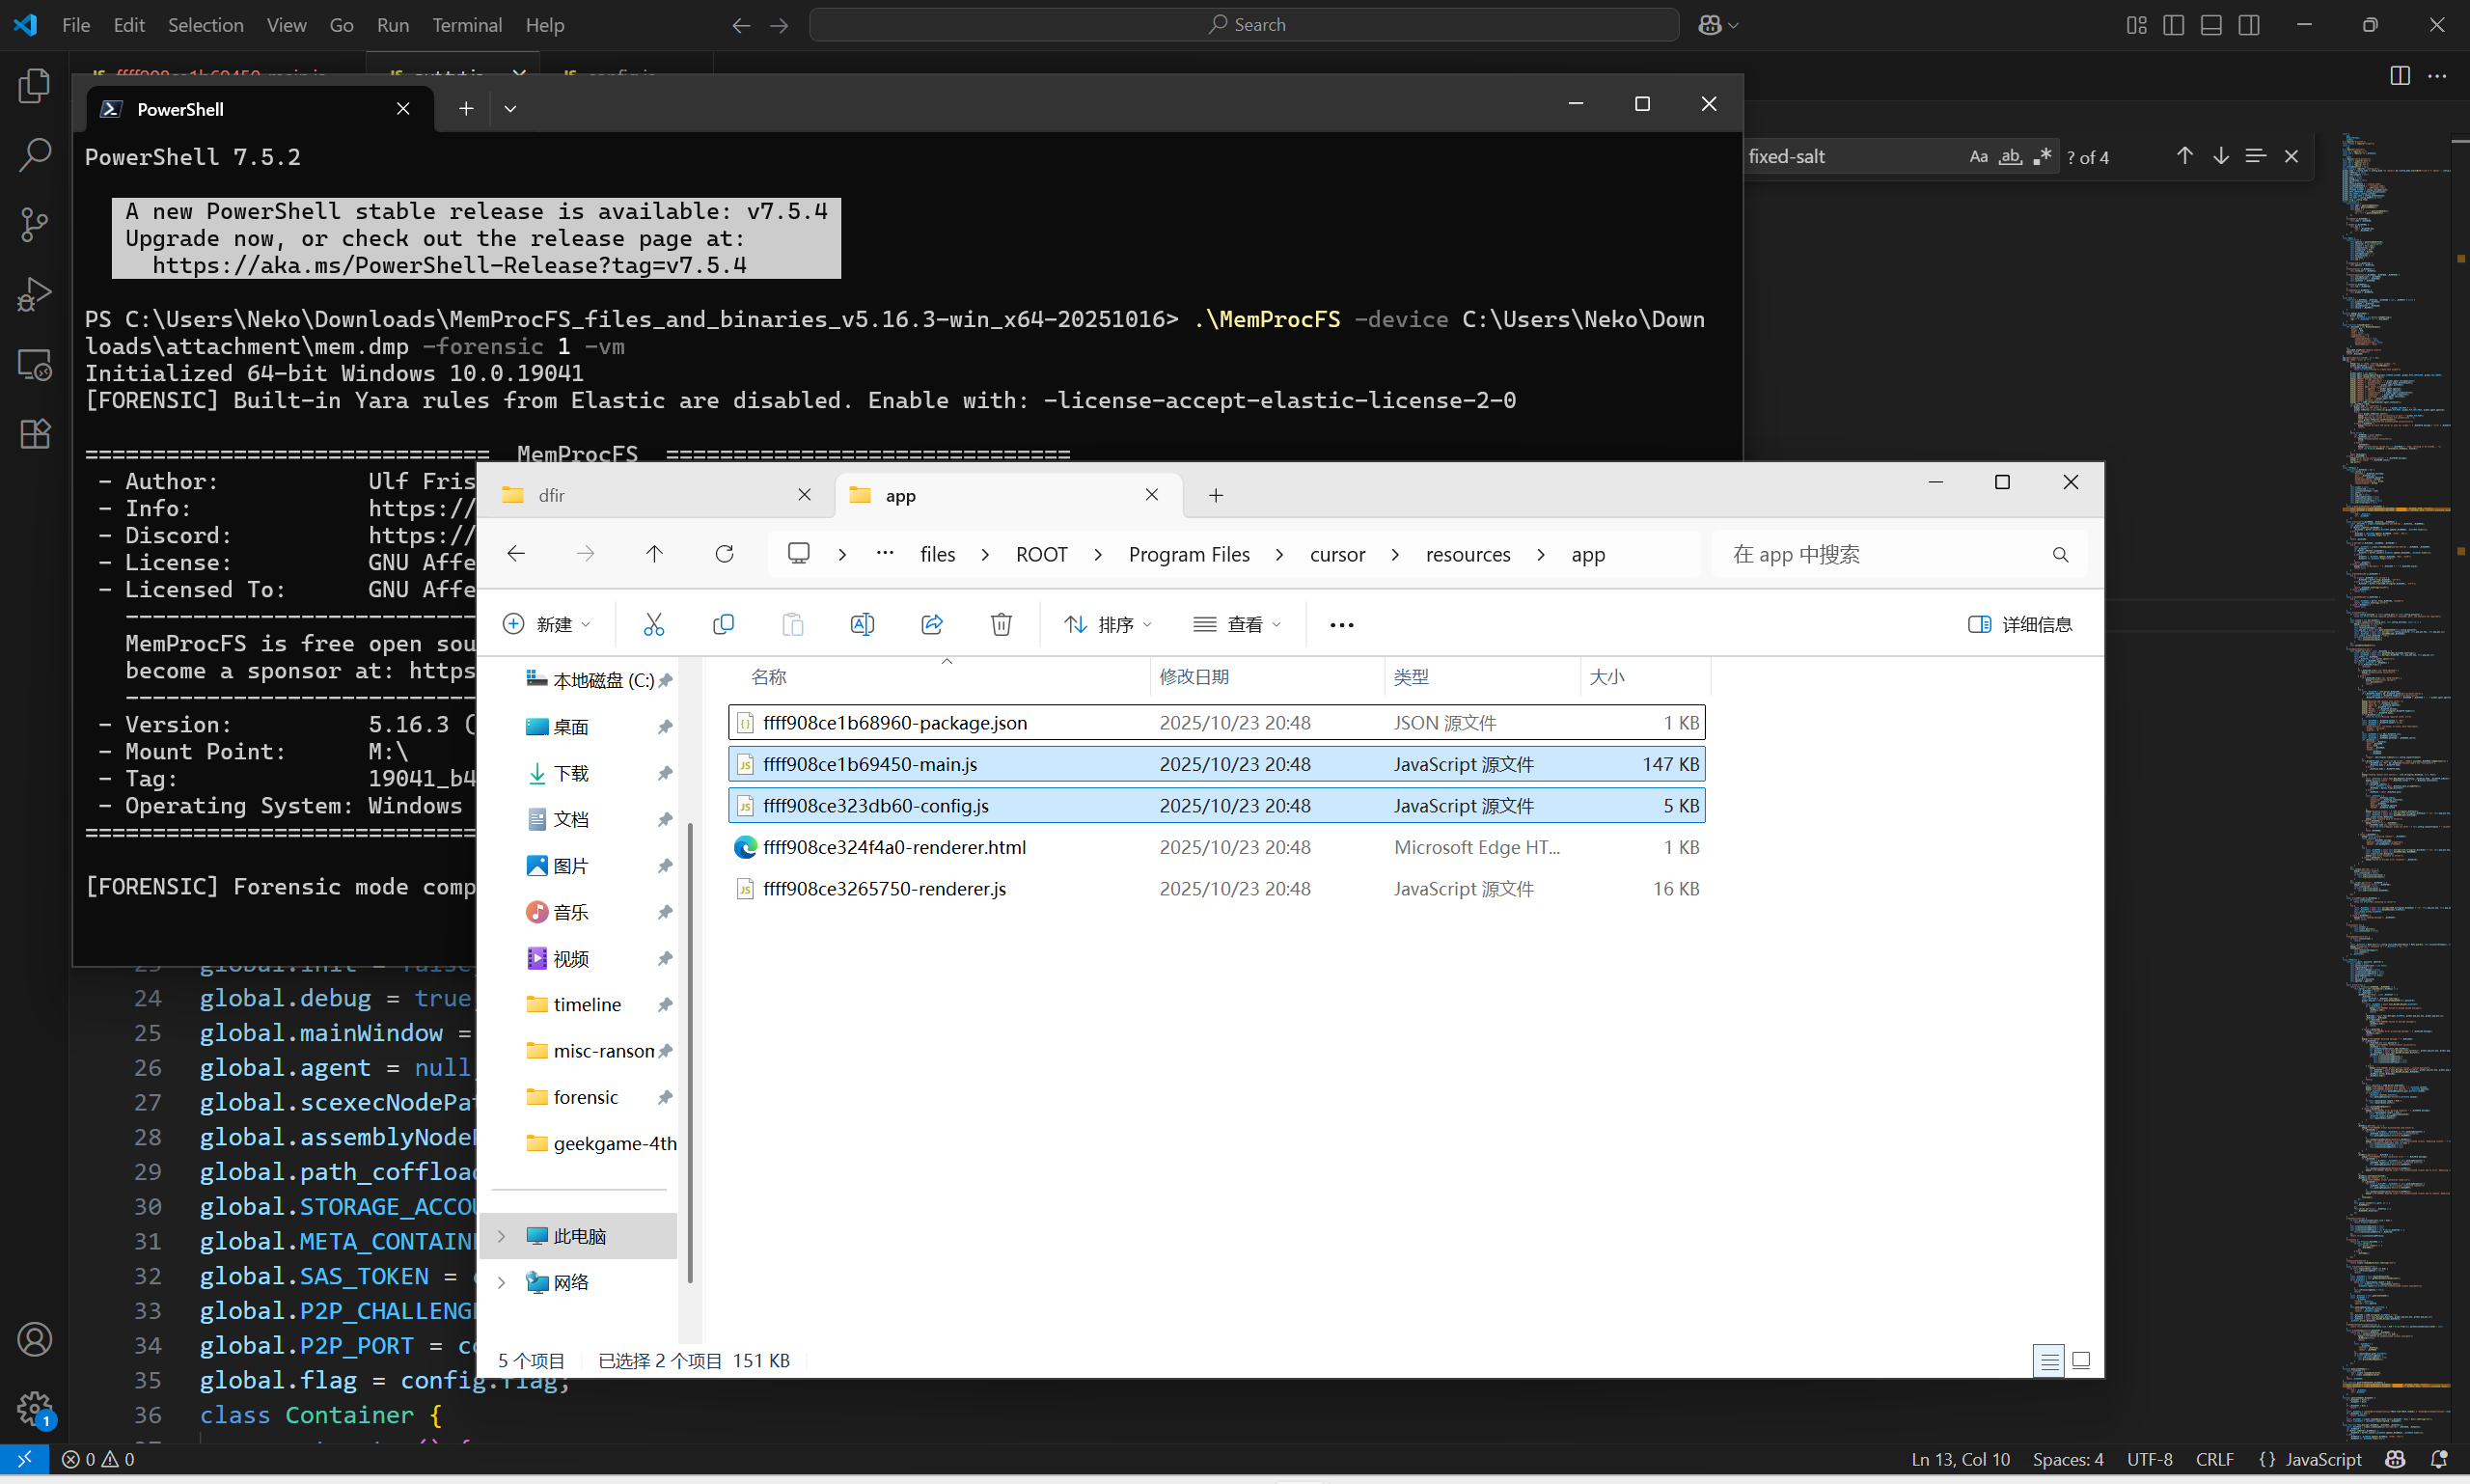 File Edit Selection View Go Run Terminal Help
Search
PowerShell
PowerShell 7.5.2
A new PowerShell stable release is available: v7.5.4
Upgrade now, or check out the release page at:
https://aka.ms/PowerShell-Release?tag=v7.5.4
PS C:\Users\Neko\Downloads\MemProcFS_files_and_binaries_v5.16.3-win_x64-20251016> .\MemProcFS -device C:\Users\Neko\Down
loads\attachment\mem.dmp -forensic 1 -vm
Initialized 64-bit Windows 10.0.19041
[FORENSIC] Built-in Yara rules from Elastic are disabled. Enable with: -license-accept-elastic-license-2-0
============================== MemProcFS ==============================
- Author: Ulf Fris
- Info: https://
- Discord: https://
- License: GNU Affe
- Licensed To: GNU Affe
MemProcFS is free open sou
become a sponsor at: https
- Version: 5.16.3 (
- Mount Point: M:\
- Tag: 19041_b4
- Operating System: Windows
[FORENSIC] Forensic mode comp
fixed-salt
Aa ab .* ? of 4
dfir
app
files > ROOT > Program Files > cursor > resources > app
在 app 中搜索
新建
排序
查看
详细信息
名称 修改日期 类型 大小
ffff908ce1b68960-package.json 2025/10/23 20:48 JSON 源文件 1 KB
ffff908ce1b69450-main.js 2025/10/23 20:48 JavaScript 源文件 147 KB
ffff908ce323db60-config.js 2025/10/23 20:48 JavaScript 源文件 5 KB
ffff908ce324f4a0-renderer.html 2025/10/23 20:48 Microsoft Edge HT... 1 KB
ffff908ce3265750-renderer.js 2025/10/23 20:48 JavaScript 源文件 16 KB
本地磁盘 (C:)
桌面
下载
文档
图片
音乐
视频
timeline
misc-ransom
forensic
geekgame-4th
此电脑
网络
5 个项目 已选择 2 个项目 151 KB
24 global.debug = true
25 global.mainWindow =
26 global.agent = null
27 global.scexecNodePat
28 global.assemblyNode
29 global.path_coffload
30 global.STORAGE_ACCOU
31 global.META_CONTAIN
32 global.SAS_TOKEN =
33 global.P2P_CHALLENG
34 global.P2P_PORT = co
35 global.flag = config.flag;
36 class Container {
1
0 0
Ln 13, Col 10 Spaces: 4 UTF-8 CRLF {} JavaScript